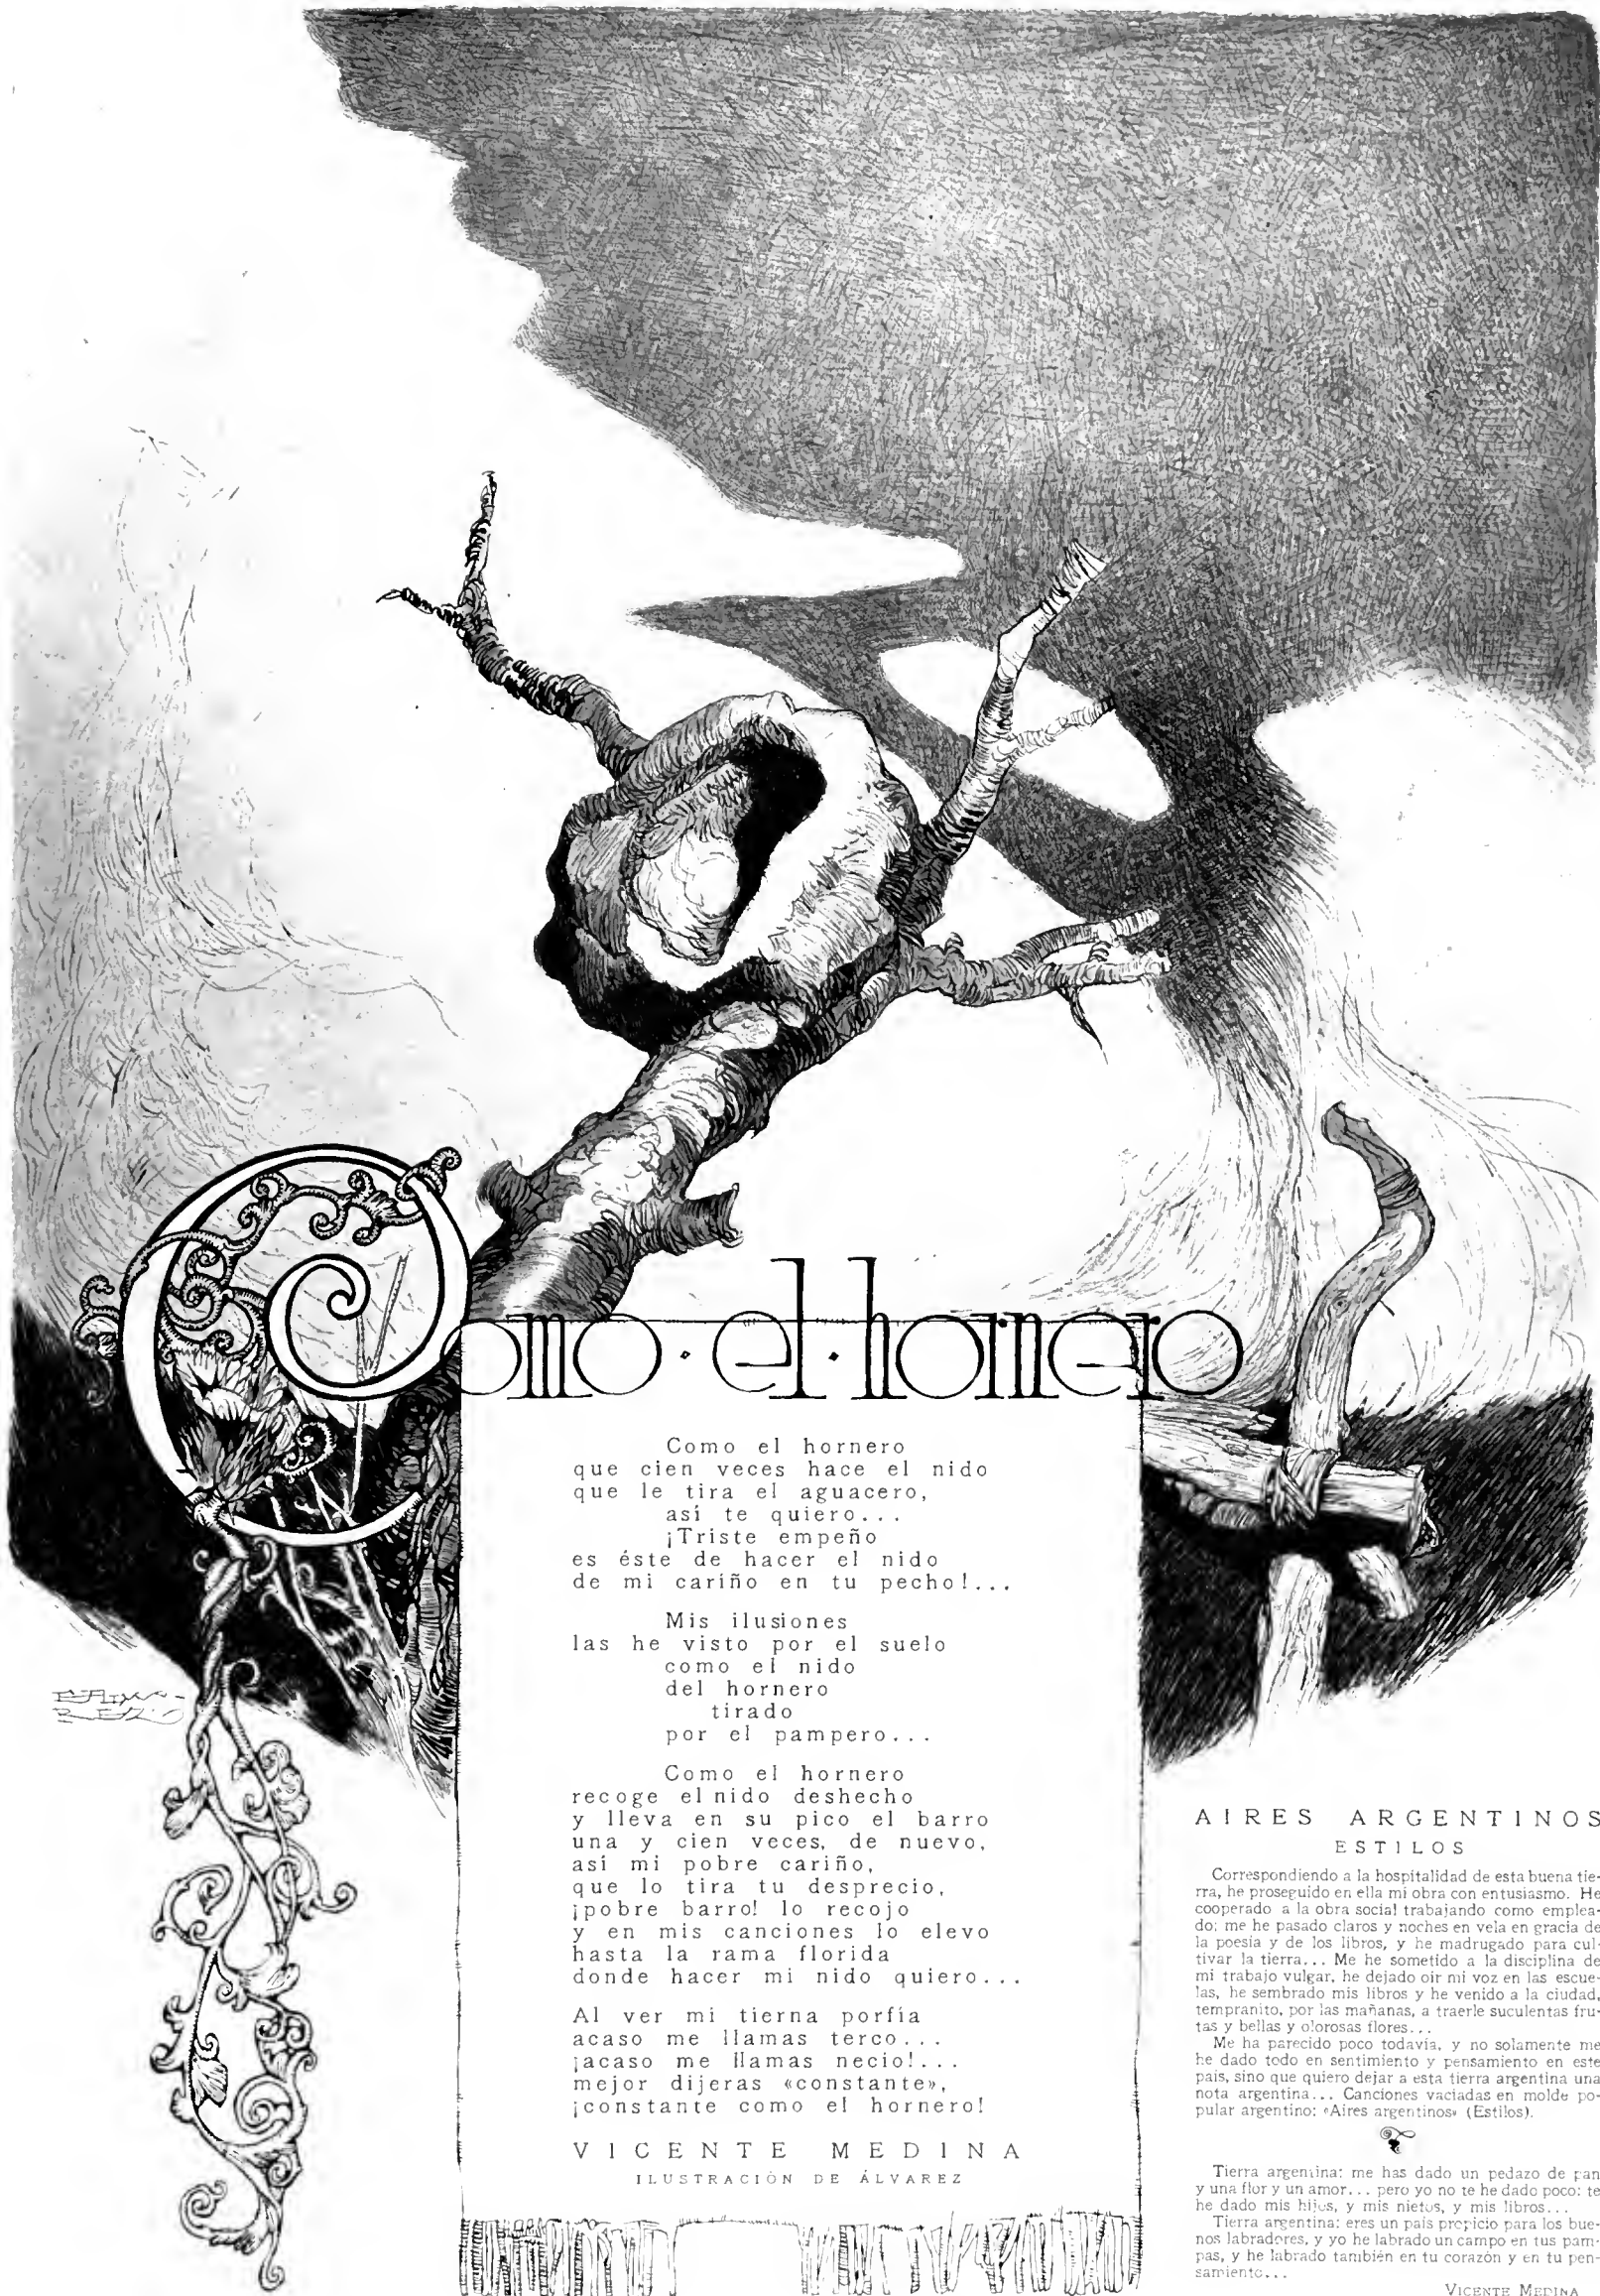 Como · el · hornero
Como el hornero
que cien veces hace el nido
que le tira el aguacero,
así te quiero...
¡Triste empeño
es éste de hacer el nido
de mi cariño en tu pecho!...
Mis ilusiones
las he visto por el suelo
como el nido
del hornero
tirado
por el pampero...
Como el hornero
recoge el nido deshecho
y lleva en su pico el barro
una y cien veces, de nuevo,
así mi pobre cariño,
que lo tira tu desprecio,
¡pobre barro! lo recojo
y en mis canciones lo elevo
hasta la rama florida
donde hacer mi nido quiero...
Al ver mi tierna porfía
acaso me llamas terco...
¡acaso me llamas necio!...
mejor dijeras «constante»,
¡constante como el hornero!
VICENTE MEDINA
ILUSTRACIÓN DE ÁLVAREZ
AIRES ARGENTINOS
ESTILOS
Correspondiendo a la hospitalidad de esta buena tie-
rra, he proseguido en ella mi obra con entusiasmo. He
cooperado a la obra social trabajando como emplea-
do; me he pasado claros y noches en vela en gracia de
la poesia y de los libros, y he madrugado para cul-
tivar la tierra... Me he sometido a la disciplina de
mi trabajo vulgar, he dejado oir mi voz en las escue-
las, he sembrado mis libros y he venido a la ciudad,
tempranito, por las mañanas, a traerle suculentas fru-
tas y bellas y olorosas flores...
Me ha parecido poco todavia, y no solamente me
he dado todo en sentimiento y pensamiento en este
pais, sino que quiero dejar a esta tierra argentina una
nota argentina... Canciones vaciadas en molde po-
pular argentino: «Aires argentinos» (Estilos).
Tierra argentina: me has dado un pedazo de pan
y una flor y un amor... pero yo no te he dado poco: te
he dado mis hijos, y mis nietos, y mis libros...
Tierra argentina: eres un pais propicio para los bue-
nos labradores, y yo he labrado un campo en tus pam-
pas, y he labrado también en tu corazón y en tu pen-
samiento...
VICENTE MEDINA